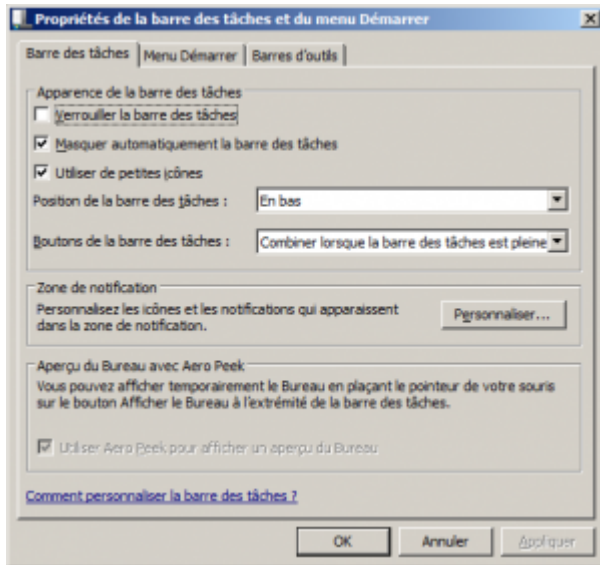 Propriétés de la barre des tâches et du menu Démarrer
Barre des tâches
Menu Démarrer
Barres d'outils
Apparence de la barre des tâches
Verrouiller la barre des tâches
Masquer automatiquement la barre des tâches
Utiliser de petites icônes
Position de la barre des tâches :
En bas
Boutons de la barre des tâches :
Combiner lorsque la barre des tâches est pleine
Zone de notification
Personnalisez les icônes et les notifications qui apparaissent
dans la zone de notification.
Personnaliser...
Aperçu du Bureau avec Aero Peek
Vous pouvez afficher temporairement le Bureau en plaçant le pointeur de votre souris
sur le bouton Afficher le Bureau à l'extrémité de la barre des tâches.
Utiliser Aero Peek pour afficher un aperçu du Bureau
Comment personnaliser la barre des tâches ?
OK
Annuler
Appliquer